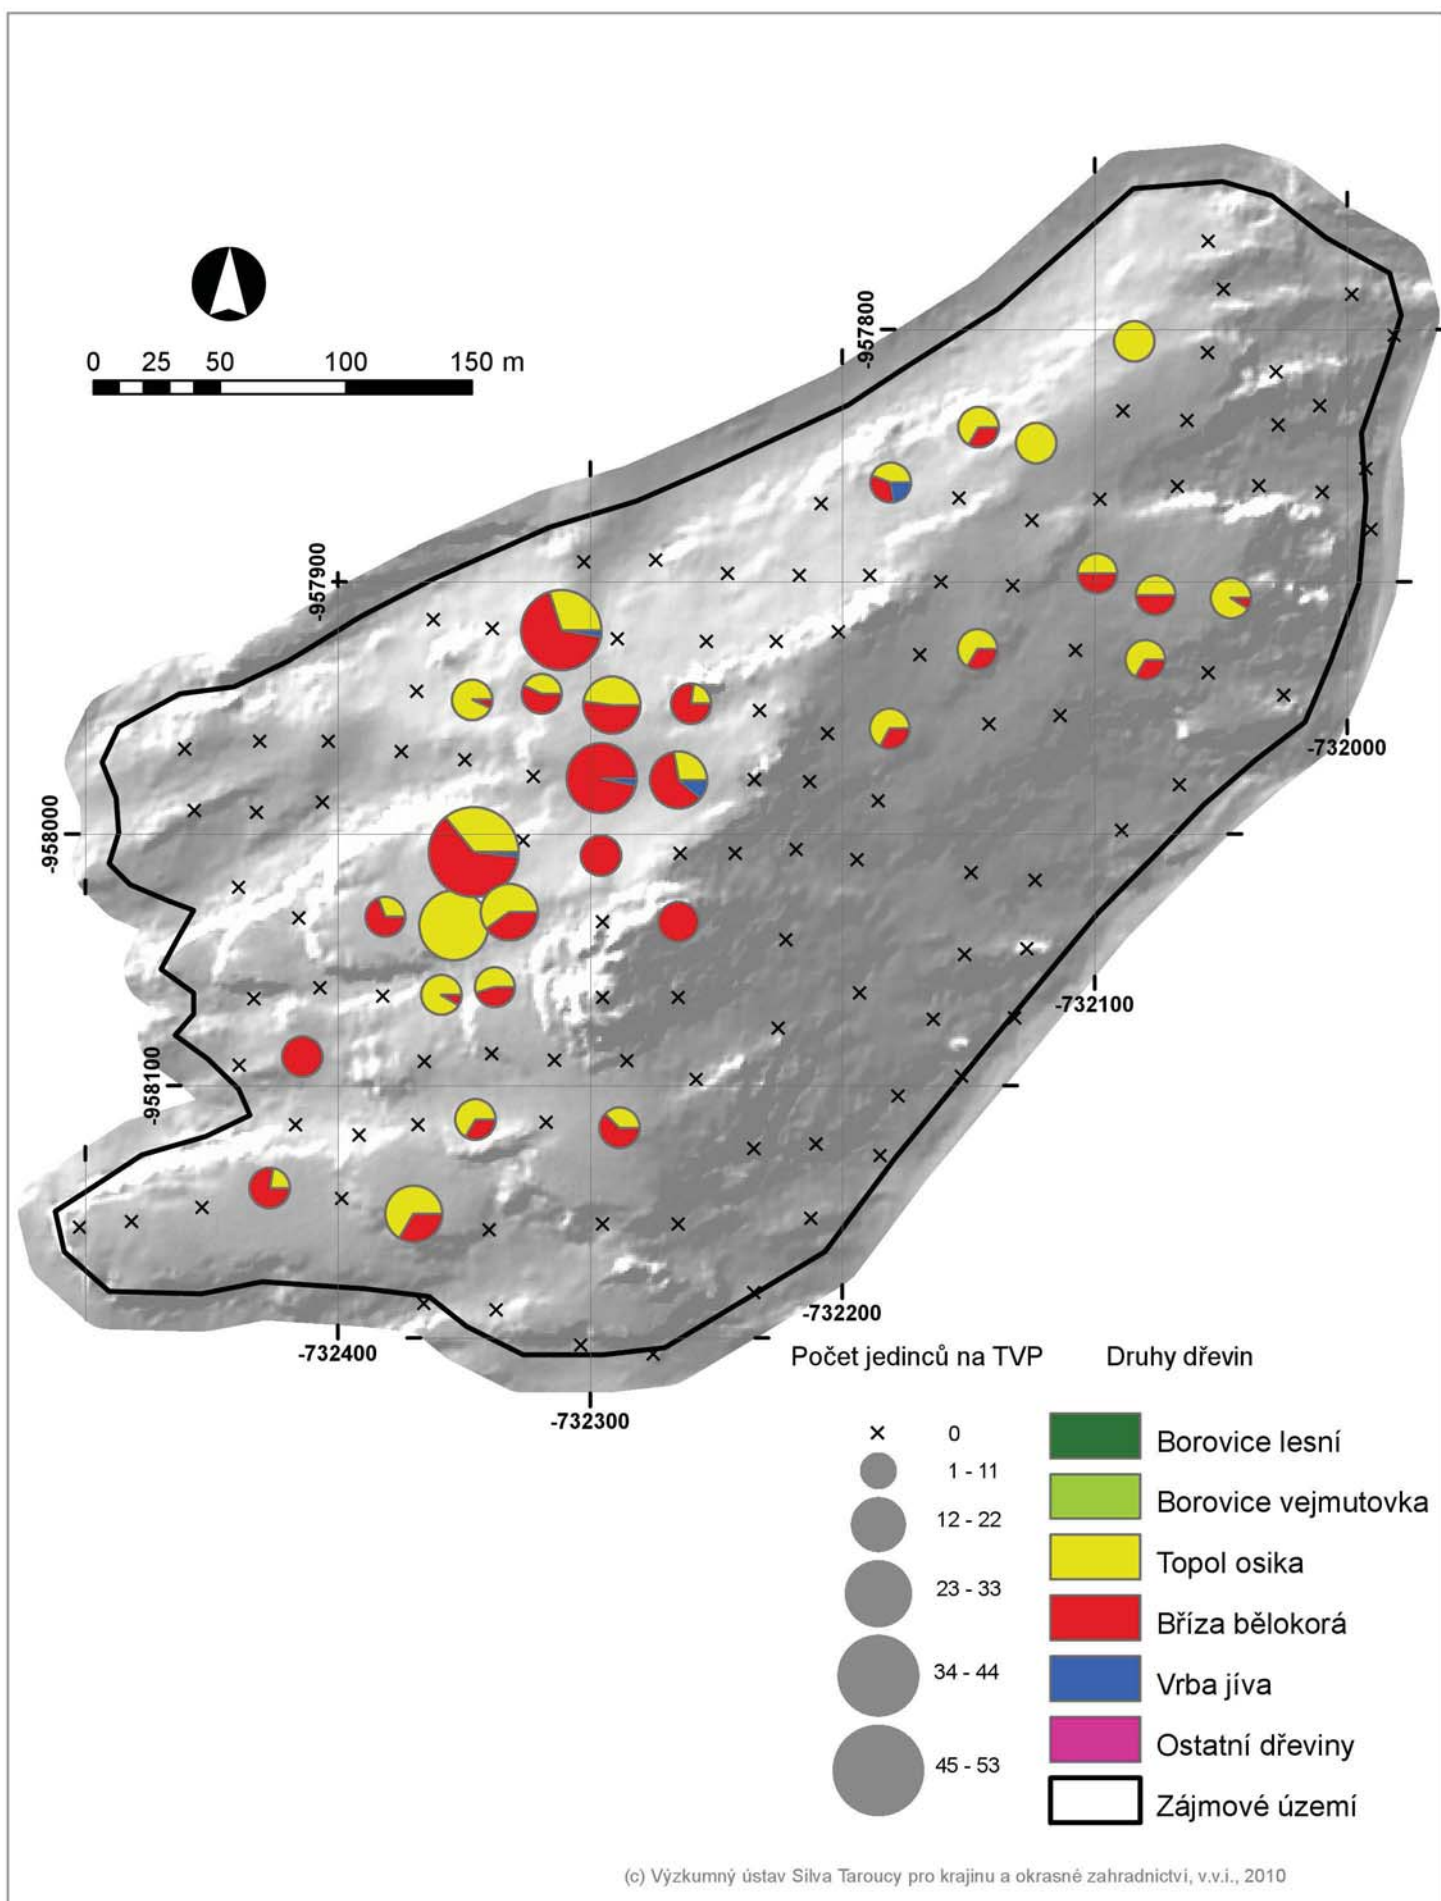 0 25 50 100 150 m
-957800
-957900
-958000
-958100
-732000
-732100
-732200
-732400
-732300
Počet jedinců na TVP
0
1 - 11
12 - 22
23 - 33
34 - 44
45 - 53
Druhy dřevin
Borovice lesní
Borovice vejmutovka
Topol osika
Bříza bělokorá
Vrba jíva
Ostatní dřeviny
Zájmové území
(c) Výzkumný ústav Silva Taroucy pro krajinu a okrasné zahradnictví, v.v.i., 2010